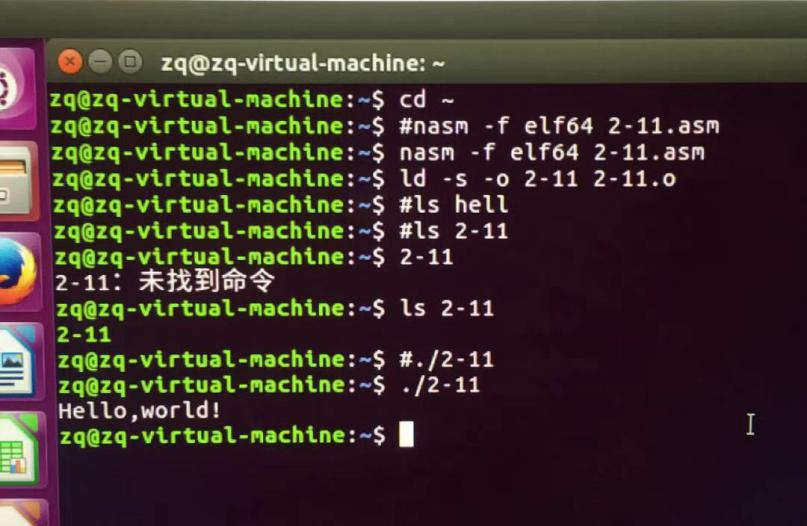 zq@zq-virtual-machine: ~
zq@zq-virtual-machine:~$ cd ~
zq@zq-virtual-machine:~$ #nasm -f elf64 2-11.asm
zq@zq-virtual-machine:~$ nasm -f elf64 2-11.asm
zq@zq-virtual-machine:~$ ld -s -o 2-11 2-11.o
zq@zq-virtual-machine:~$ #ls hell
zq@zq-virtual-machine:~$ #ls 2-11
zq@zq-virtual-machine:~$ 2-11
2-11：未找到命令
zq@zq-virtual-machine:~$ ls 2-11
2-11
zq@zq-virtual-machine:~$ #./2-11
zq@zq-virtual-machine:~$ ./2-11
Hello,world!
zq@zq-virtual-machine:~$